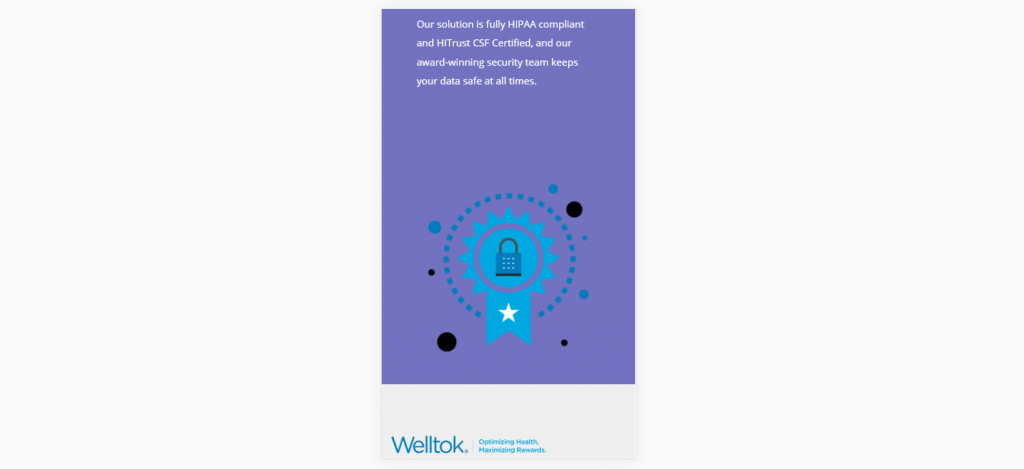 Our solution is fully HIPAA compliant
and HITrust CSF Certified, and our
award-winning security team keeps
your data safe at all times.
Welltok®
Optimizing Health,
Maximizing Rewards.